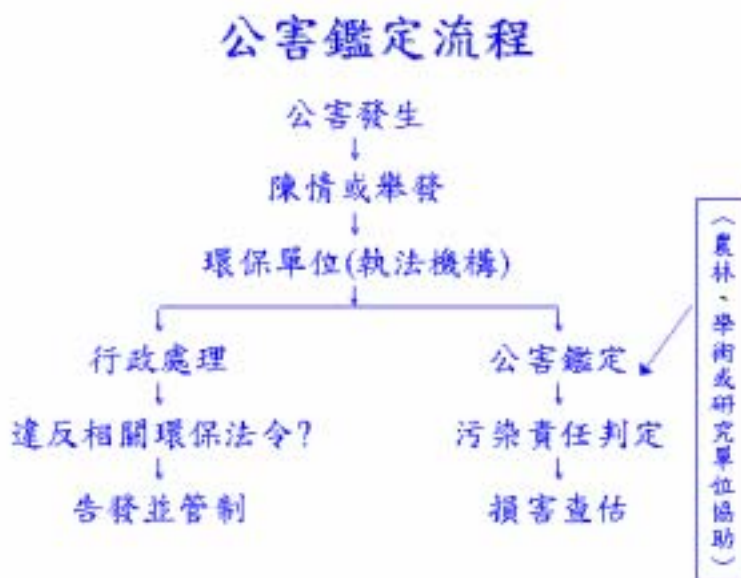 公害鑑定流程
公害發生
↓
陳情或舉發
↓
環保單位(執法機構)
行政處理
↓
違反相關環保法令?
↓
告發並管制
公害鑑定
↓
污染責任判定
↓
損害查估
（農林、學術或研究單位協助）